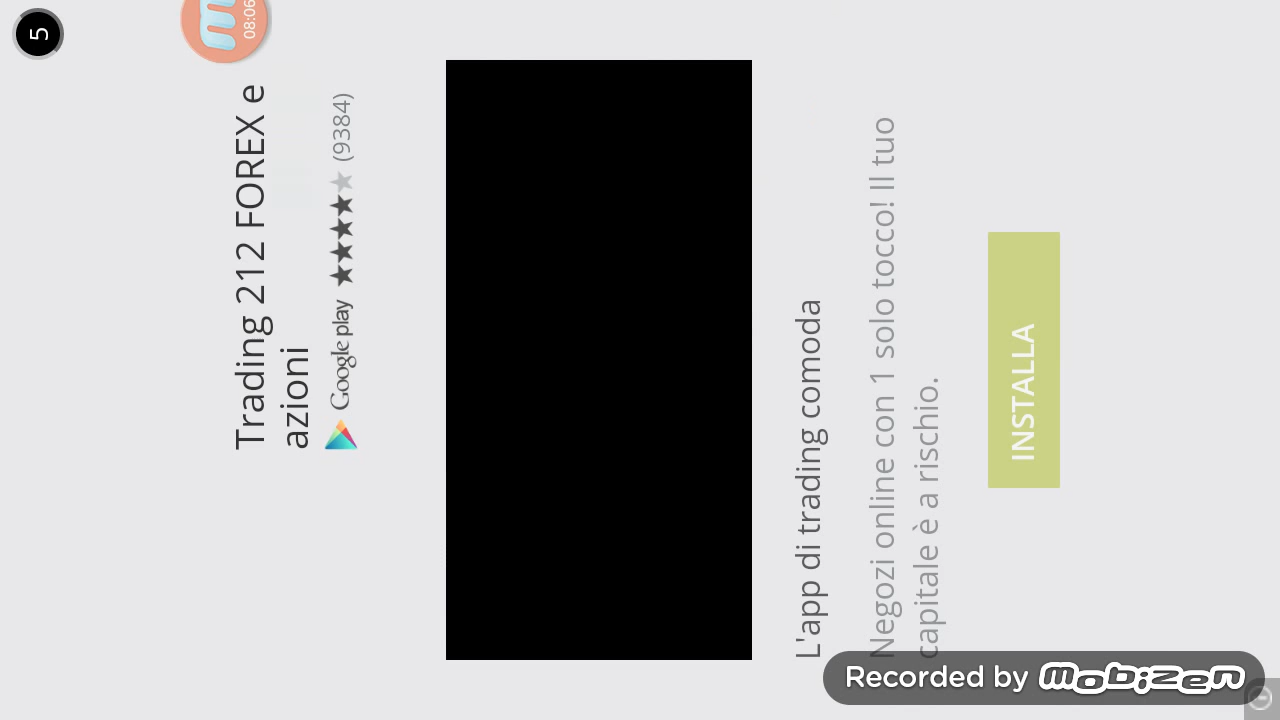 5
08:06
Trading 212 FOREX e
azioni
Google play (9384)
L'app di trading comoda
Negozi online con 1 solo tocco! Il tuo
capitale è a rischio.
INSTALLA
Recorded by mobizen